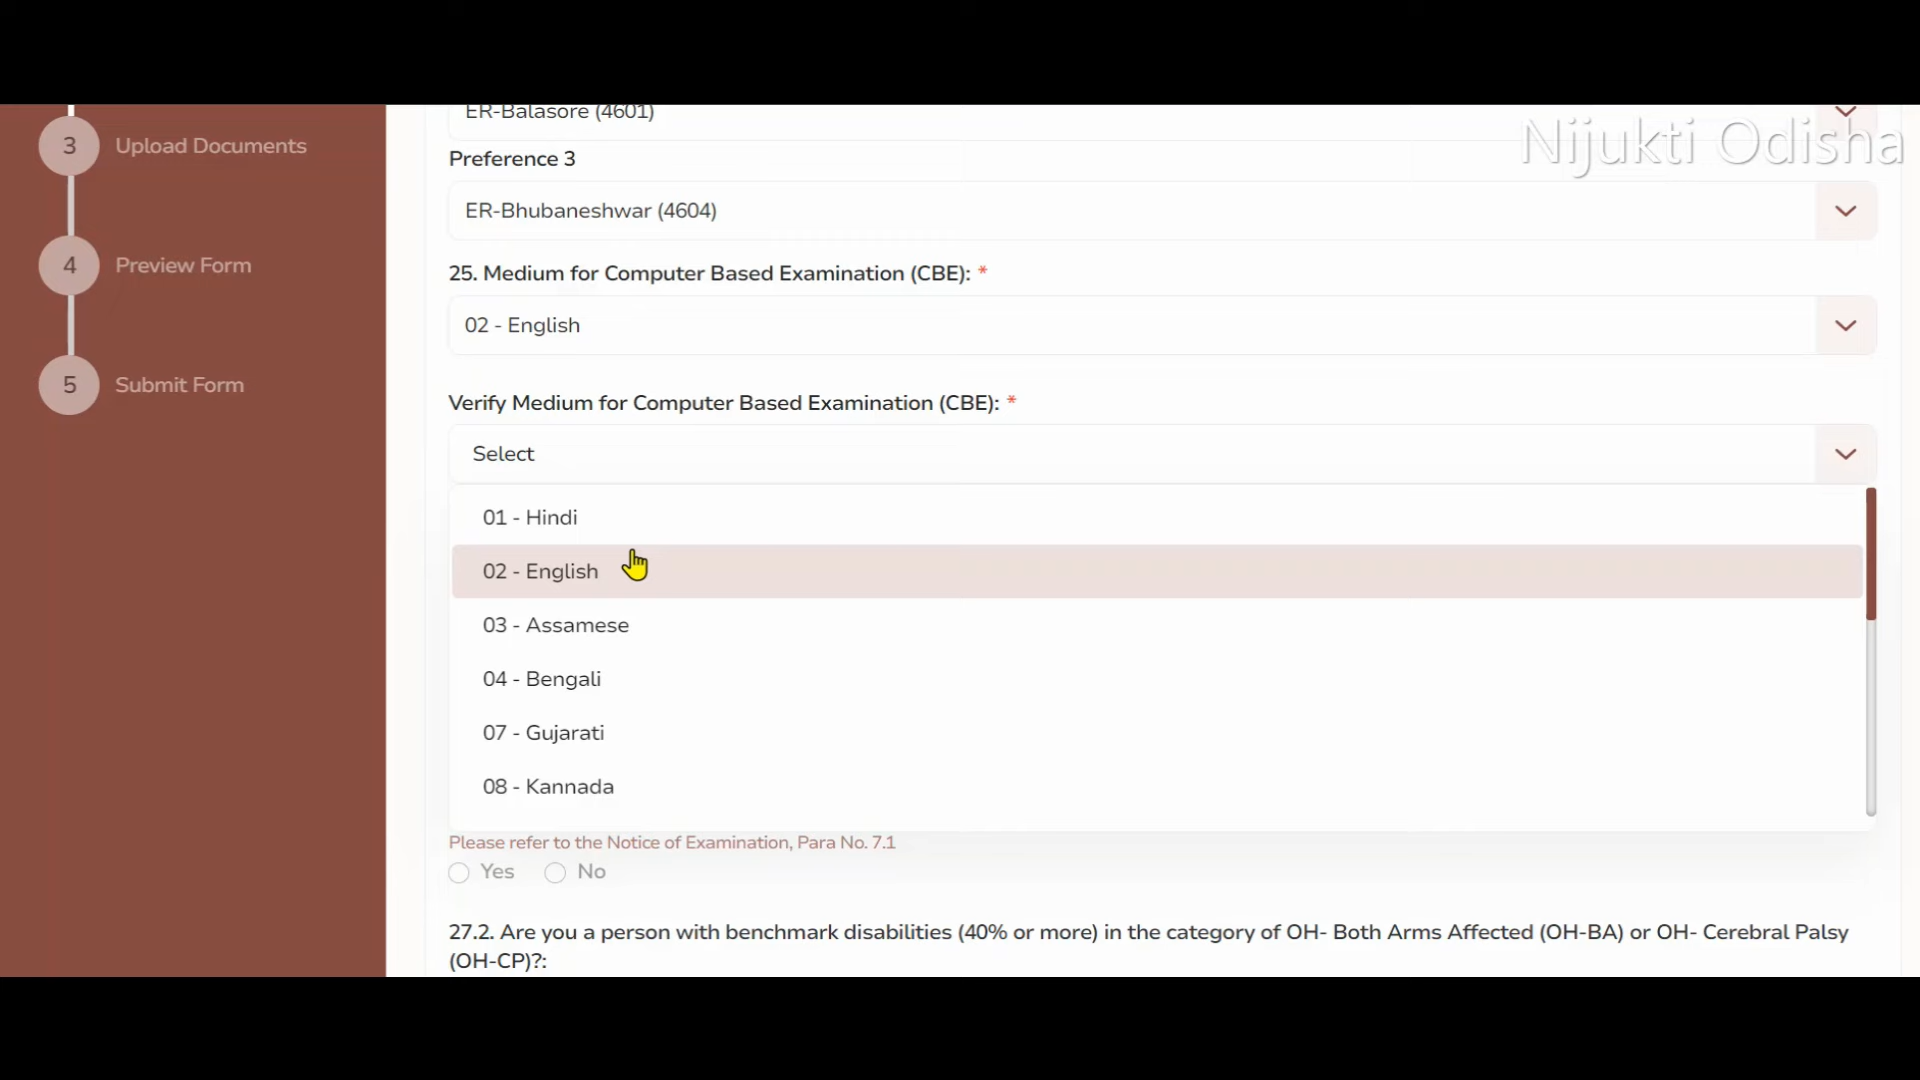 ER-Balasore (4601)
Nijukti Odisha
3 Upload Documents
Preference 3
ER-Bhubaneshwar (4604)
4 Preview Form
25. Medium for Computer Based Examination (CBE): *
02 - English
5 Submit Form
Verify Medium for Computer Based Examination (CBE): *
Select
01 - Hindi
02 - English
03 - Assamese
04 - Bengali
07 - Gujarati
08 - Kannada
Please refer to the Notice of Examination, Para No. 7.1
Yes No
27.2. Are you a person with benchmark disabilities (40% or more) in the category of OH- Both Arms Affected (OH-BA) or OH- Cerebral Palsy
(OH-CP)?: